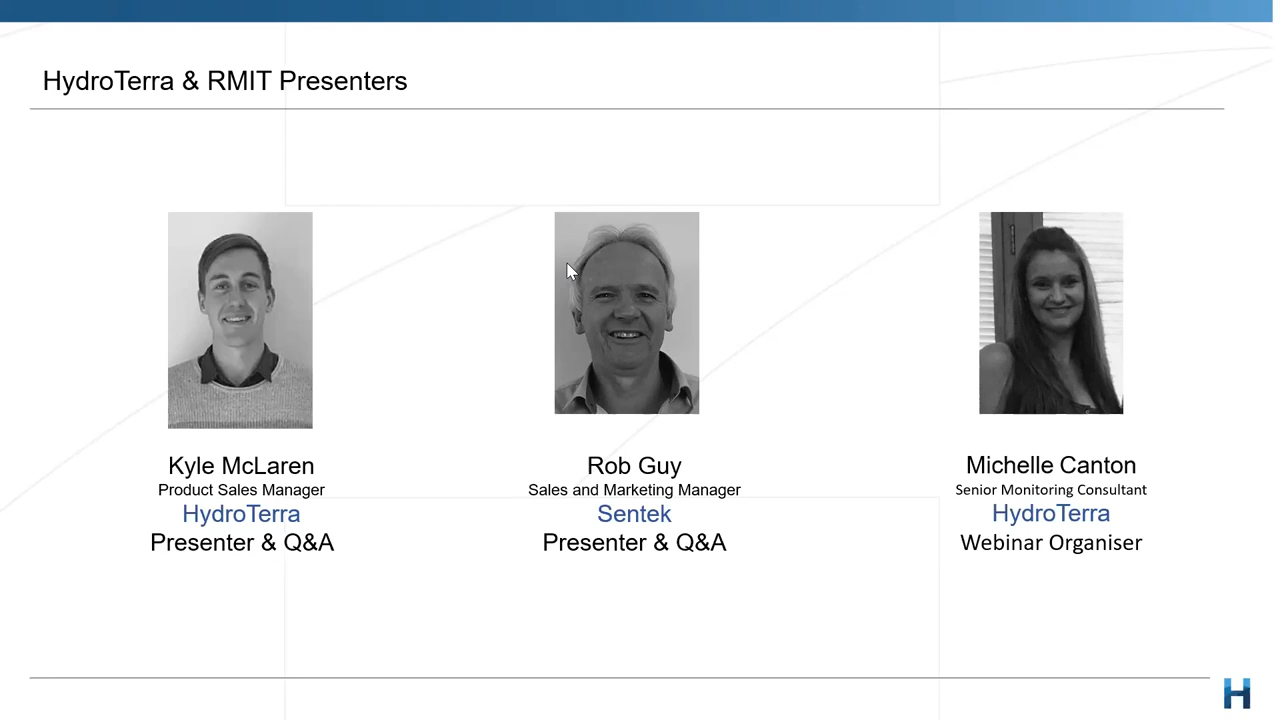 HydroTerra & RMIT Presenters
Kyle McLaren
Product Sales Manager
HydroTerra
Presenter & Q&A
Rob Guy
Sales and Marketing Manager
Sentek
Presenter & Q&A
Michelle Canton
Senior Monitoring Consultant
HydroTerra
Webinar Organiser
H